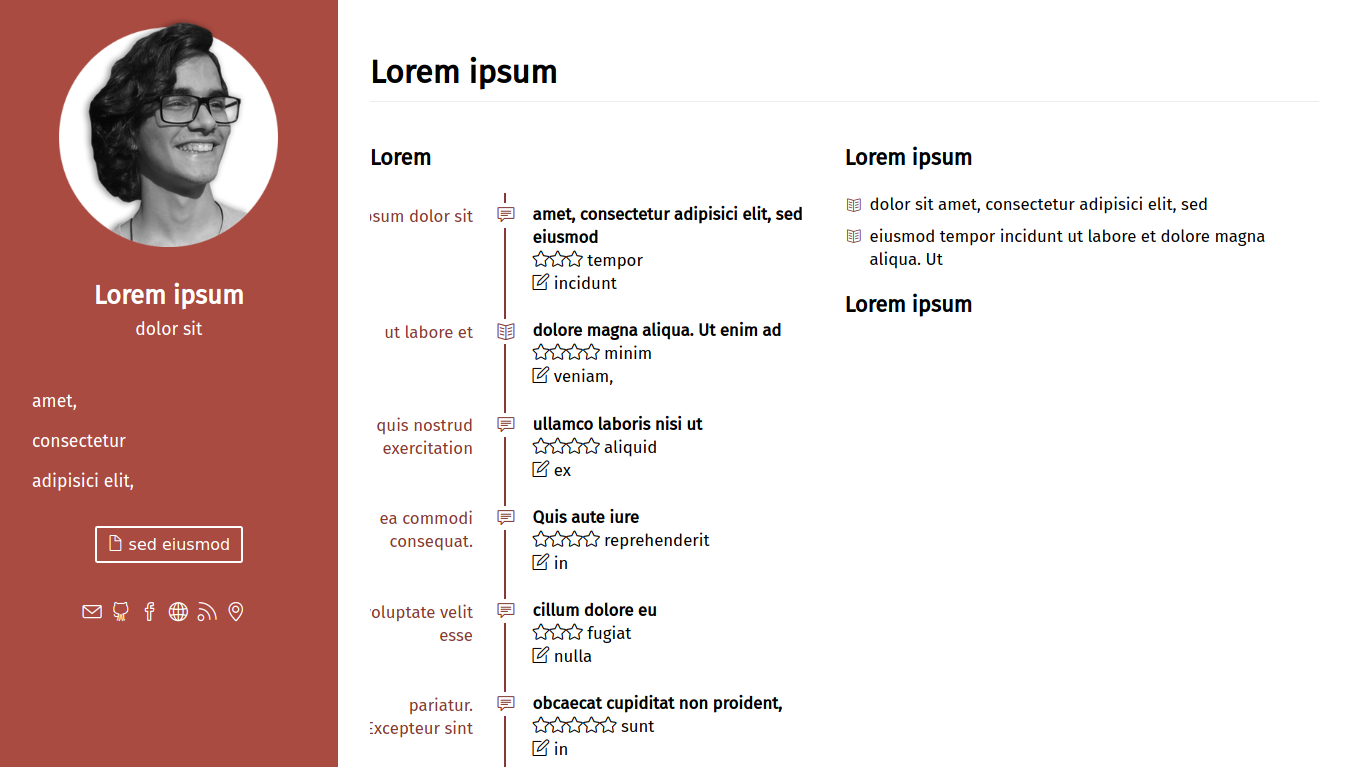 Lorem ipsum
dolor sit
amet,
consectetur
adipisici elit,
sed eiusmod
Lorem ipsum
Lorem
dolor sit
amet, consectetur adipisici elit, sed
eiusmod
tempor
incidunt
ut labore et
dolore magna aliqua. Ut enim ad
minim
veniam,
quis nostrud
exercitation
ullamco laboris nisi ut
aliquid
ex
ea commodi
consequat.
Quis aute iure
reprehenderit
in
velit
esse
cillum dolore eu
fugiat
nulla
pariatur.
Excepteur sint
obcaecat cupiditat non proident,
sunt
in
Lorem ipsum
dolor sit amet, consectetur adipisici elit, sed
eiusmod tempor incidunt ut labore et dolore magna
aliqua. Ut
Lorem ipsum